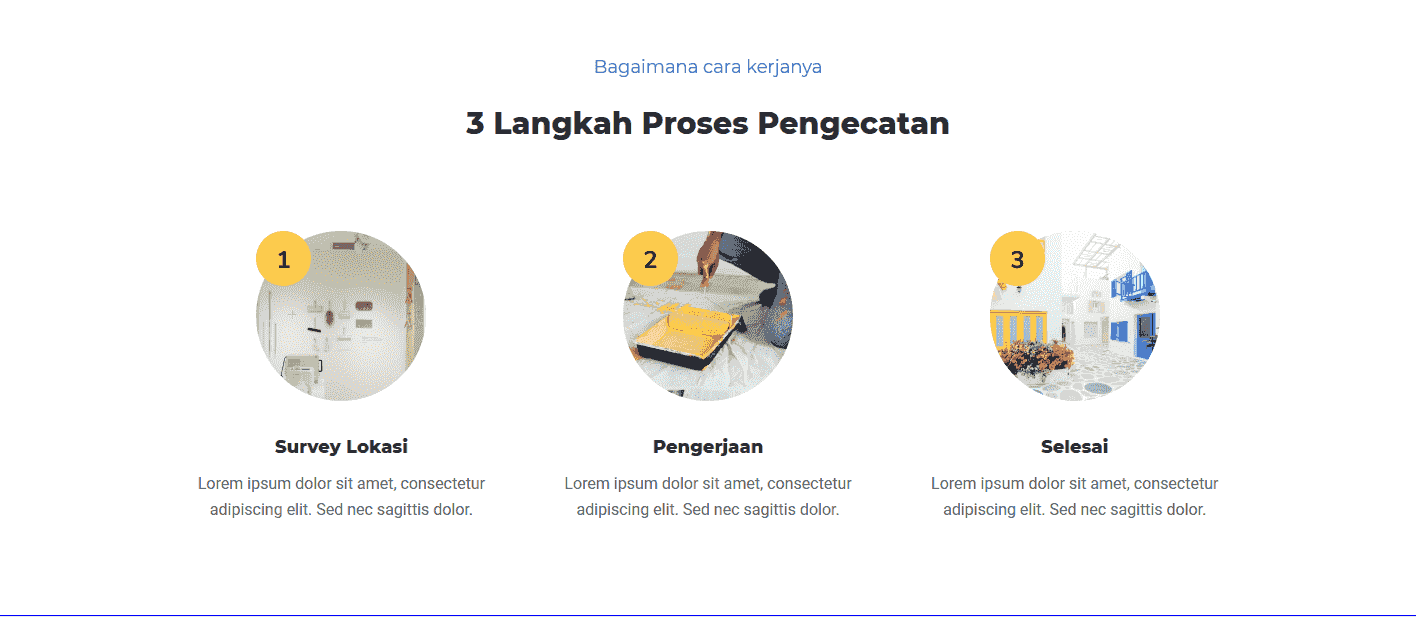 Bagaimana cara kerjanya
3 Langkah Proses Pengecatan
1
2
3
Survey Lokasi
Lorem ipsum dolor sit amet, consectetur
adipiscing elit. Sed nec sagittis dolor.
Pengerjaan
Lorem ipsum dolor sit amet, consectetur
adipiscing elit. Sed nec sagittis dolor.
Selesai
Lorem ipsum dolor sit amet, consectetur
adipiscing elit. Sed nec sagittis dolor.